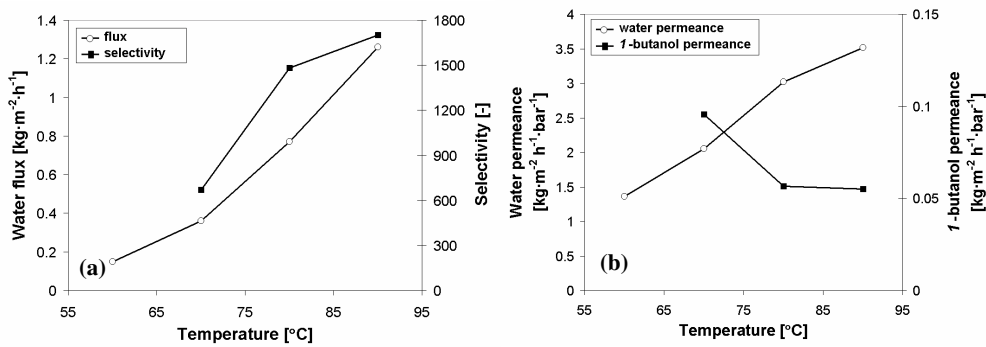 1.4
1.2
1
0.8
0.6
0.4
0.2
0
Water flux [kg·m-2·h-1]
flux
selectivity
1800
1500
1200
900
600
300
0
Selectivity [-]
(a)
55
65
75
85
95
Temperature [°C]
4
3.5
3
2.5
2
1.5
1
0.5
0
Water permeance
[kg·m-2 h-1·bar-1]
water permeance
1-butanol permeance
0.15
0.1
0.05
0
1-butanol permeance
[kg·m-2 h-1·bar-1]
(b)
55
65
75
85
95
Temperature [°C]